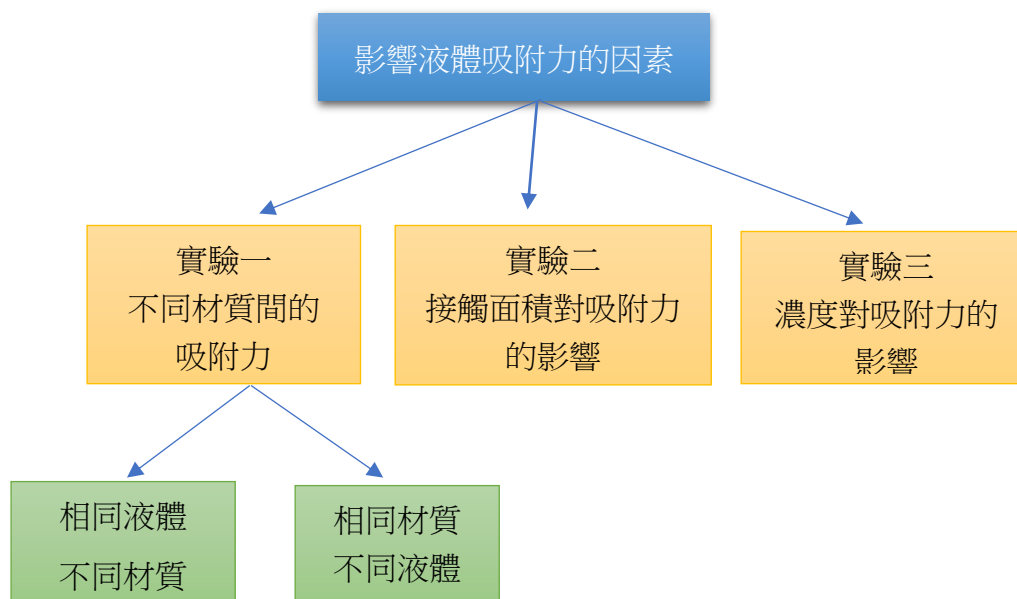 影響液體吸附力的因素
實驗一
不同材質間的
吸附力
實驗二
接觸面積對吸附力
的影響
實驗三
濃度對吸附力的
影響
相同液體
不同材質
相同材質
不同液體